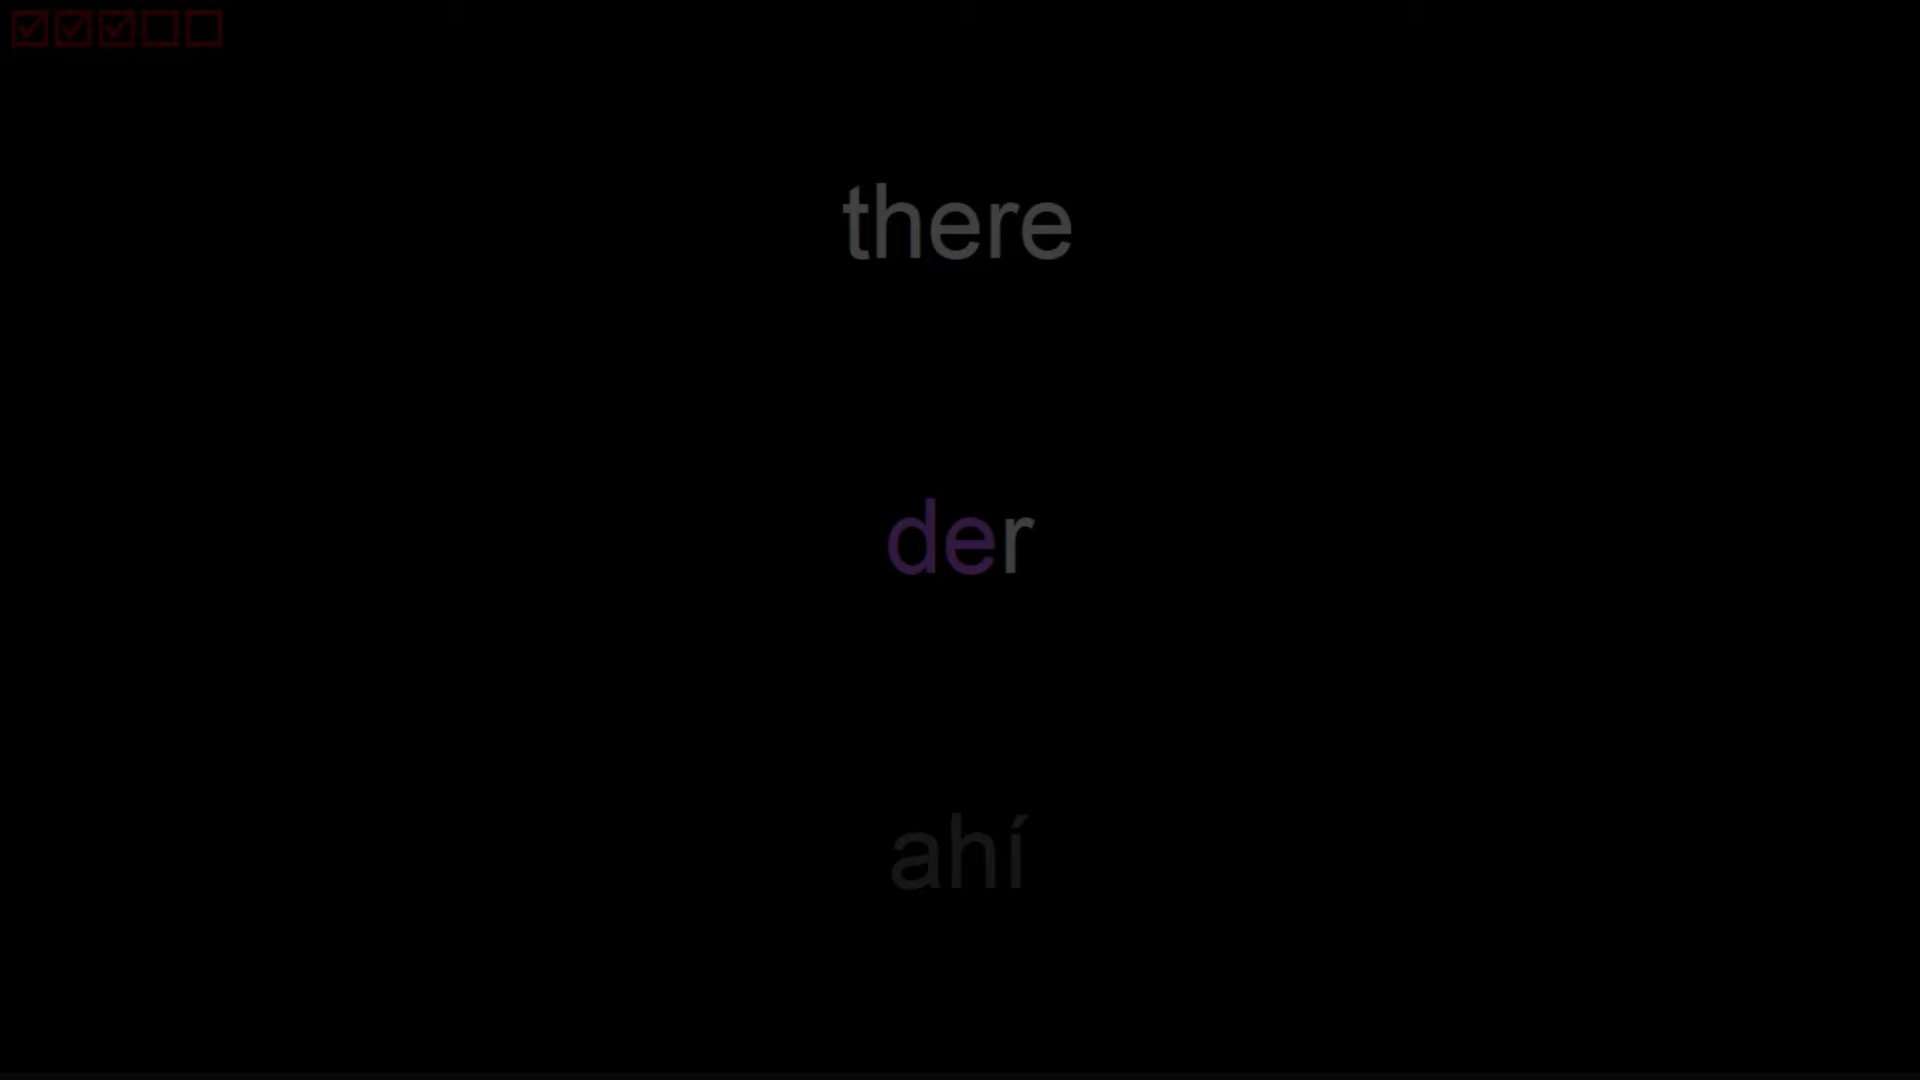 ☑☑☑☐☐
there
der
ahí